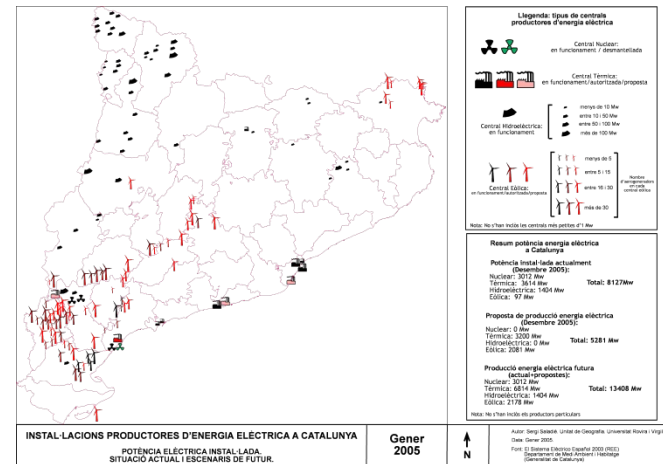 Llegenda: tipus de centrals
productores d'energia elèctrica
Central Nuclear:
en funcionament / desmantellada
Central Tèrmica:
en funcionament/autoritzada/proposta
Central Hidroelèctrica:
en funcionament
menys de 10 Mw
entre 10 i 50 Mw
entre 50 i 100 Mw
més de 100 Mw
Central Eòlica:
en funcionament/autoritzada/proposta
menys de 5
entre 5 i 15
entre 16 i 30
més de 30
Nombre
d'aerogeneradors
en cada
central eòlica
Nota: No s'han inclòs les centrals més petites d'1 Mw
Resum potència energia elèctrica
a Catalunya
Potència instal·lada actualment
(Desembre 2005):
Nuclear: 3012 Mw
Tèrmica: 3614 Mw
Hidroelèctrica: 1404 Mw
Eòlica: 97 Mw
Total: 8127Mw
Proposta de producció energia elèctrica
(Desembre 2005):
Nuclear: 0 Mw
Tèrmica: 3200 Mw
Hidroelèctrica: 0 Mw
Eòlica: 2081 Mw
Total: 5281 Mw
Producció energia elèctrica futura
(actual+propostes):
Nuclear: 3012 Mw
Tèrmica: 6814 Mw
Hidroelèctrica: 1404 Mw
Eòlica: 2178 Mw
Total: 13408 Mw
Nota: No s'han inclòs els productors particulars
INSTAL·LACIONS PRODUCTORES D'ENERGIA ELÈCTRICA A CATALUNYA
POTÈNCIA ELÈCTRICA INSTAL·LADA.
SITUACIÓ ACTUAL I ESCENARIS DE FUTUR.
Gener
2005
N
Autor: Sergi Saladié. Unitat de Geografia. Universitat Rovira i Virgili
Data: Gener 2005
Font: El Sistema Eléctrico Español 2003 (REE)
Departament de Medi Ambient i Habitatge
(Generalitat de Catalunya)